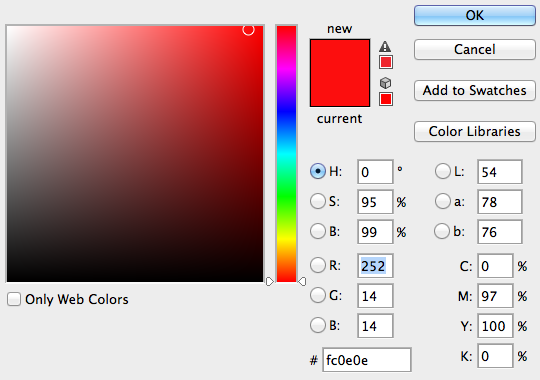 new
current
OK
Cancel
Add to Swatches
Color Libraries
H: 0 °
S: 95 %
B: 99 %
R: 252
G: 14
B: 14
# fc0e0e
L: 54
a: 78
b: 76
C: 0 %
M: 97 %
Y: 100 %
K: 0 %
Only Web Colors